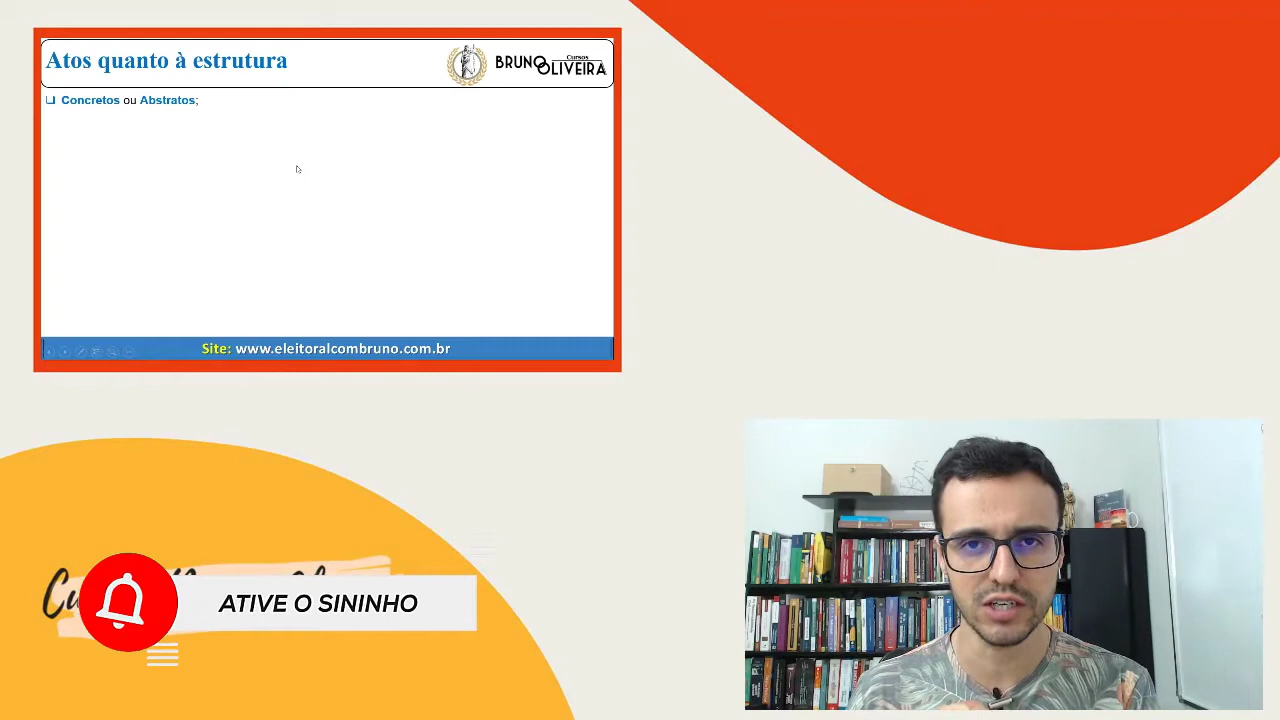 Atos quanto à estrutura
Cursos
BRUNO
OLIVEIRA
❑ Concretos ou Abstratos;
Site: www.eleitoralcombruno.com.br
ATIVE O SININHO